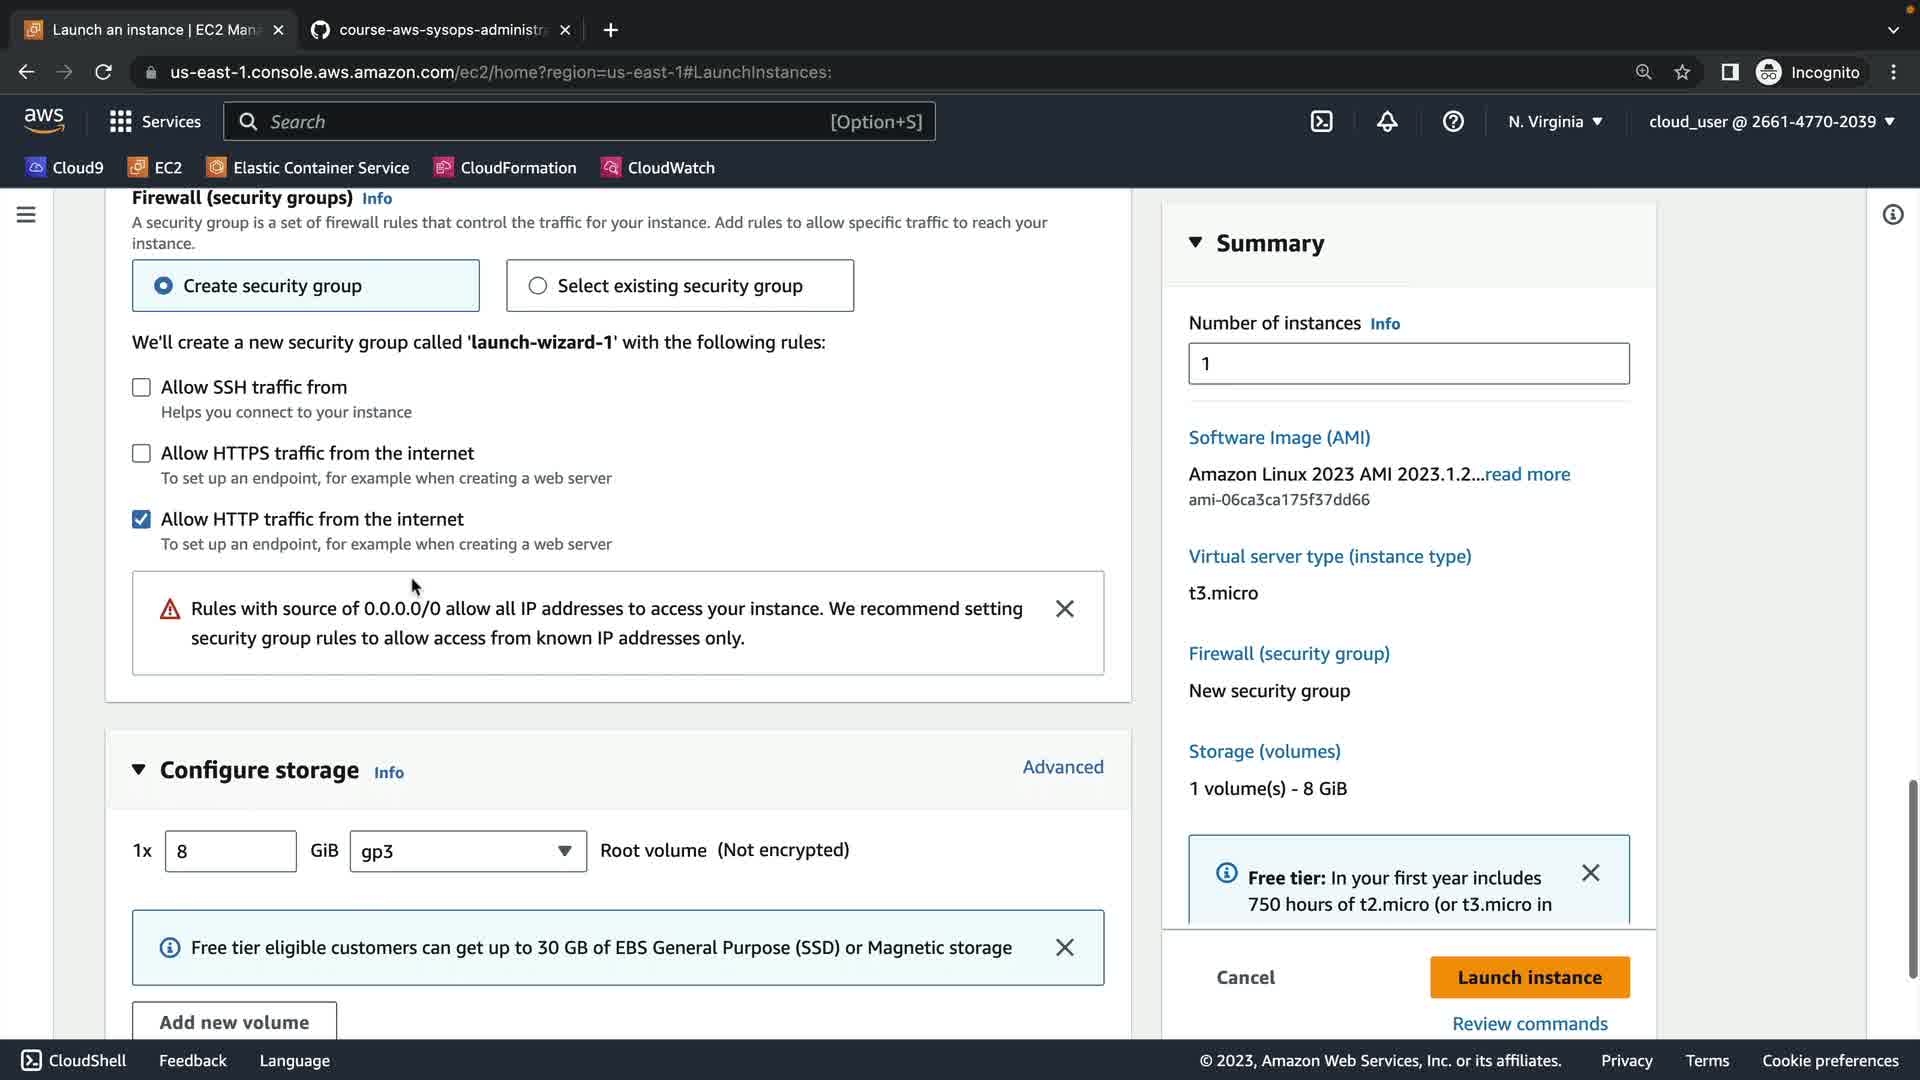 Launch an instance | EC2 Mana
course-aws-sysops-administra
us-east-1.console.aws.amazon.com/ec2/home?region=us-east-1#LaunchInstances:
Incognito
aws
Services
Search
[Option+S]
N. Virginia
cloud_user @ 2661-4770-2039
Cloud9
EC2
Elastic Container Service
CloudFormation
CloudWatch
Firewall (security groups) Info
A security group is a set of firewall rules that control the traffic for your instance. Add rules to allow specific traffic to reach your
instance.
Create security group
Select existing security group
We'll create a new security group called 'launch-wizard-1' with the following rules:
Allow SSH traffic from
Helps you connect to your instance
Allow HTTPS traffic from the internet
To set up an endpoint, for example when creating a web server
Allow HTTP traffic from the internet
To set up an endpoint, for example when creating a web server
Rules with source of 0.0.0.0/0 allow all IP addresses to access your instance. We recommend setting
security group rules to allow access from known IP addresses only.
Configure storage Info
Advanced
1x 8 GiB gp3 Root volume (Not encrypted)
Free tier eligible customers can get up to 30 GB of EBS General Purpose (SSD) or Magnetic storage
Add new volume
Summary
Number of instances Info
1
Software Image (AMI)
Amazon Linux 2023 AMI 2023.1.2...read more
ami-06ca3ca175f37dd66
Virtual server type (instance type)
t3.micro
Firewall (security group)
New security group
Storage (volumes)
1 volume(s) - 8 GiB
Free tier: In your first year includes
750 hours of t2.micro (or t3.micro in
Cancel
Launch instance
Review commands
CloudShell
Feedback
Language
© 2023, Amazon Web Services, Inc. or its affiliates.
Privacy
Terms
Cookie preferences